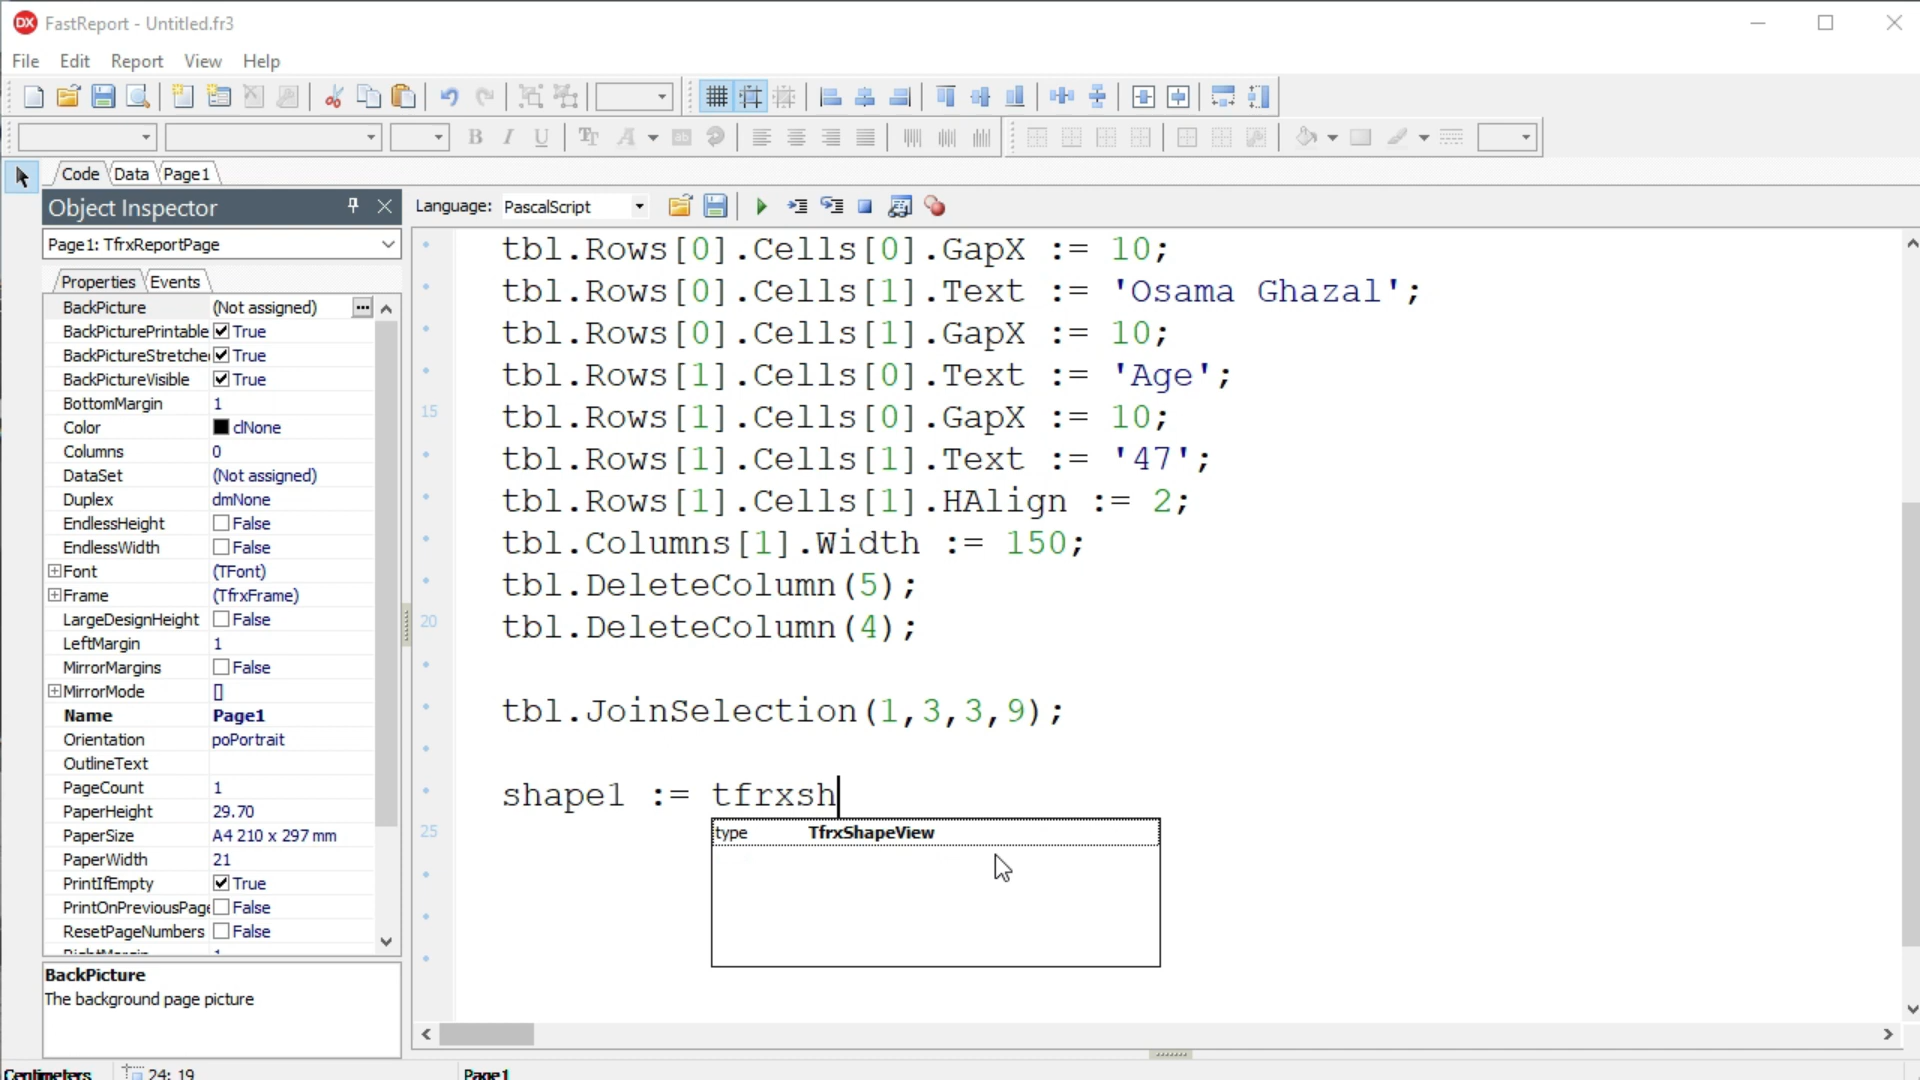 FastReport - Untitled.fr3
File Edit Report View Help
Code Data Page1
Object Inspector
Language: PascalScript
Page1: TfrxReportPage
Properties Events
BackPicture (Not assigned)
BackPicturePrintable True
BackPictureStretche True
BackPictureVisible True
BottomMargin 1
Color clNone
Columns 0
DataSet (Not assigned)
Duplex dmNone
EndlessHeight False
EndlessWidth False
Font (TFont)
Frame (TfrxFrame)
LargeDesignHeight False
LeftMargin 1
MirrorMargins False
MirrorMode []
Name Page1
Orientation poPortrait
OutlineText
PageCount 1
PaperHeight 29.70
PaperSize A4 210 x 297 mm
PaperWidth 21
PrintIfEmpty True
PrintOnPreviousPage False
ResetPageNumbers False
BackPicture
The background page picture
tbl.Rows[0].Cells[0].GapX := 10;
tbl.Rows[0].Cells[1].Text := 'Osama Ghazal';
tbl.Rows[0].Cells[1].GapX := 10;
tbl.Rows[1].Cells[0].Text := 'Age';
15 tbl.Rows[1].Cells[0].GapX := 10;
tbl.Rows[1].Cells[1].Text := '47';
tbl.Rows[1].Cells[1].HAlign := 2;
tbl.Columns[1].Width := 150;
tbl.DeleteColumn(5);
20 tbl.DeleteColumn(4);
tbl.JoinSelection(1,3,3,9);
shape1 := tfrxsh
25
type TfrxShapeView
Centimeters 24: 19 Page1